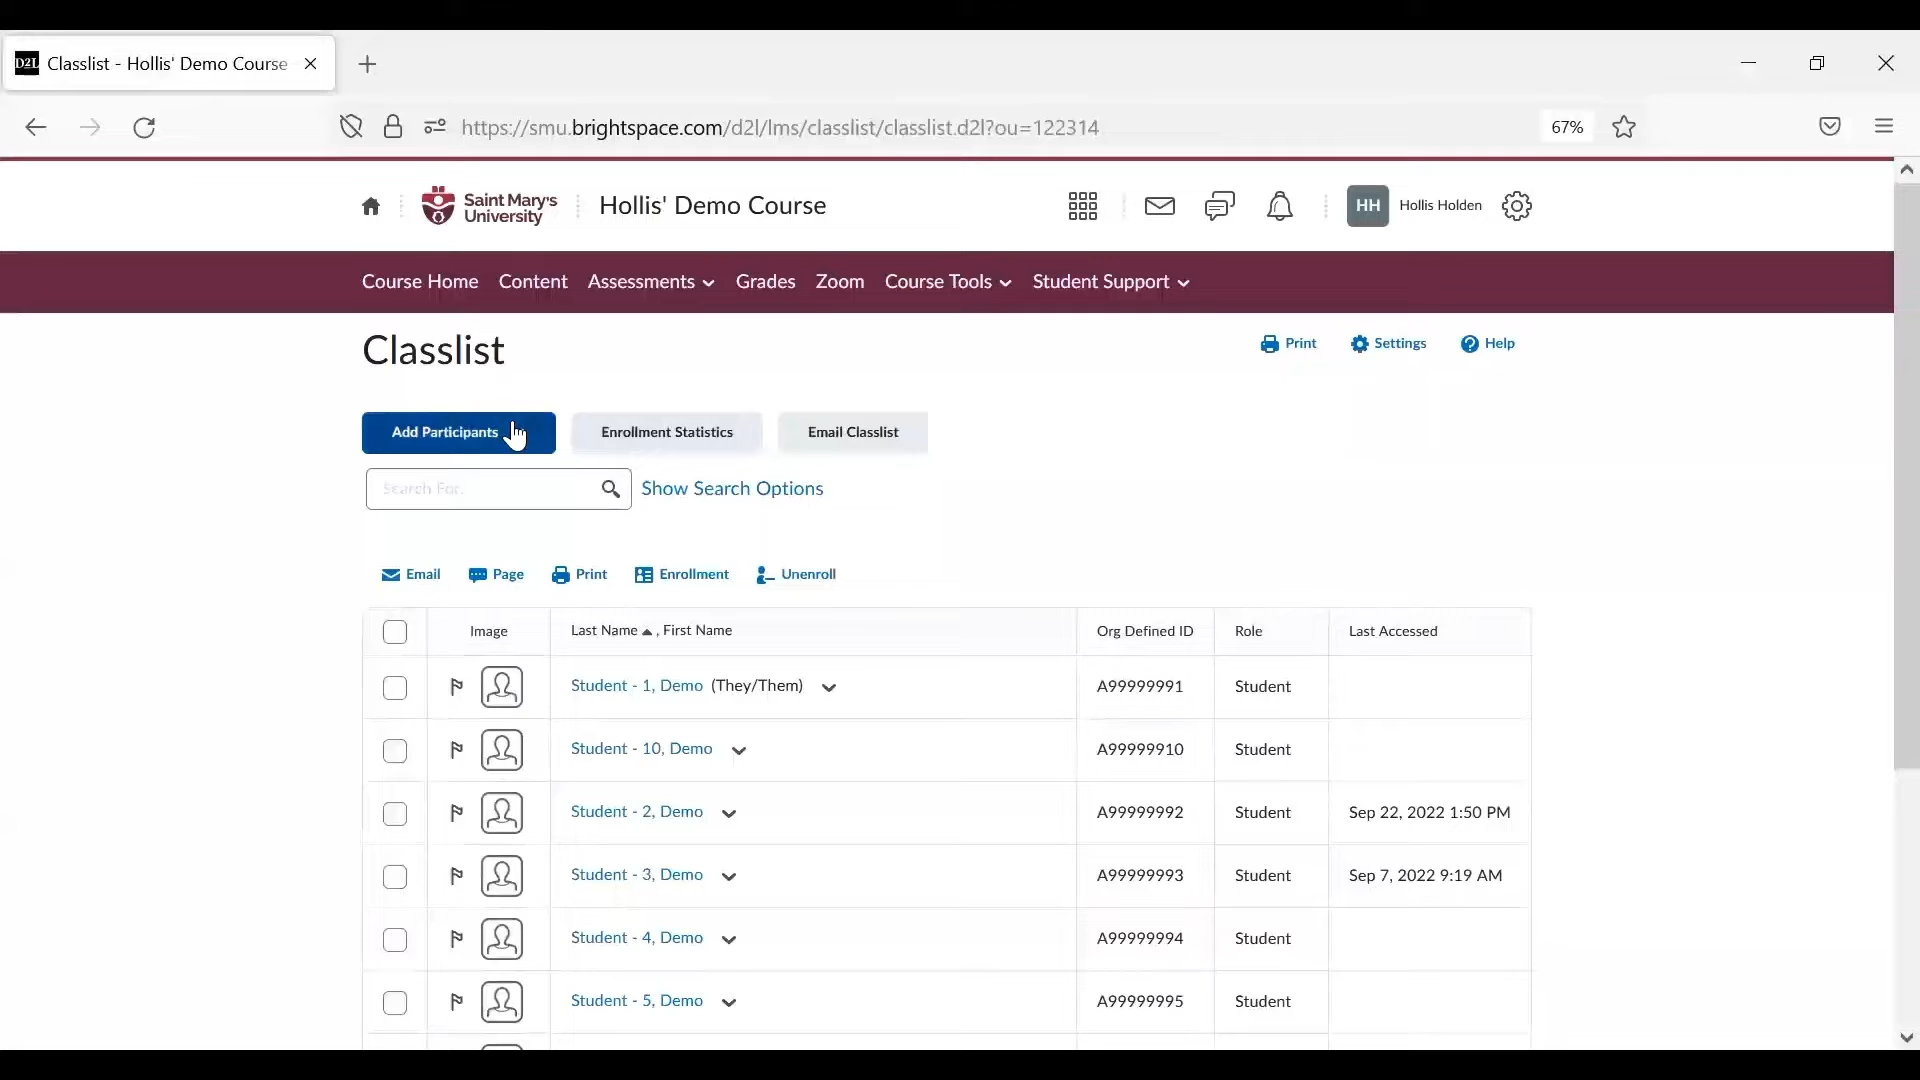 D2L Classlist - Hollis' Demo Course
https://smu.brightspace.com/d2l/lms/classlist/classlist.d2l?ou=122314 67%
Saint Mary's University Hollis' Demo Course HH Hollis Holden
Course Home Content Assessments Grades Zoom Course Tools Student Support
Classlist Print Settings Help
Add Participants Enrollment Statistics Email Classlist
Search For... Show Search Options
Email Page Print Enrollment Unenroll
Image Last Name , First Name Org Defined ID Role Last Accessed
Student - 1, Demo (They/Them) A99999991 Student
Student - 10, Demo A99999910 Student
Student - 2, Demo A99999992 Student Sep 22, 2022 1:50 PM
Student - 3, Demo A99999993 Student Sep 7, 2022 9:19 AM
Student - 4, Demo A99999994 Student
Student - 5, Demo A99999995 Student